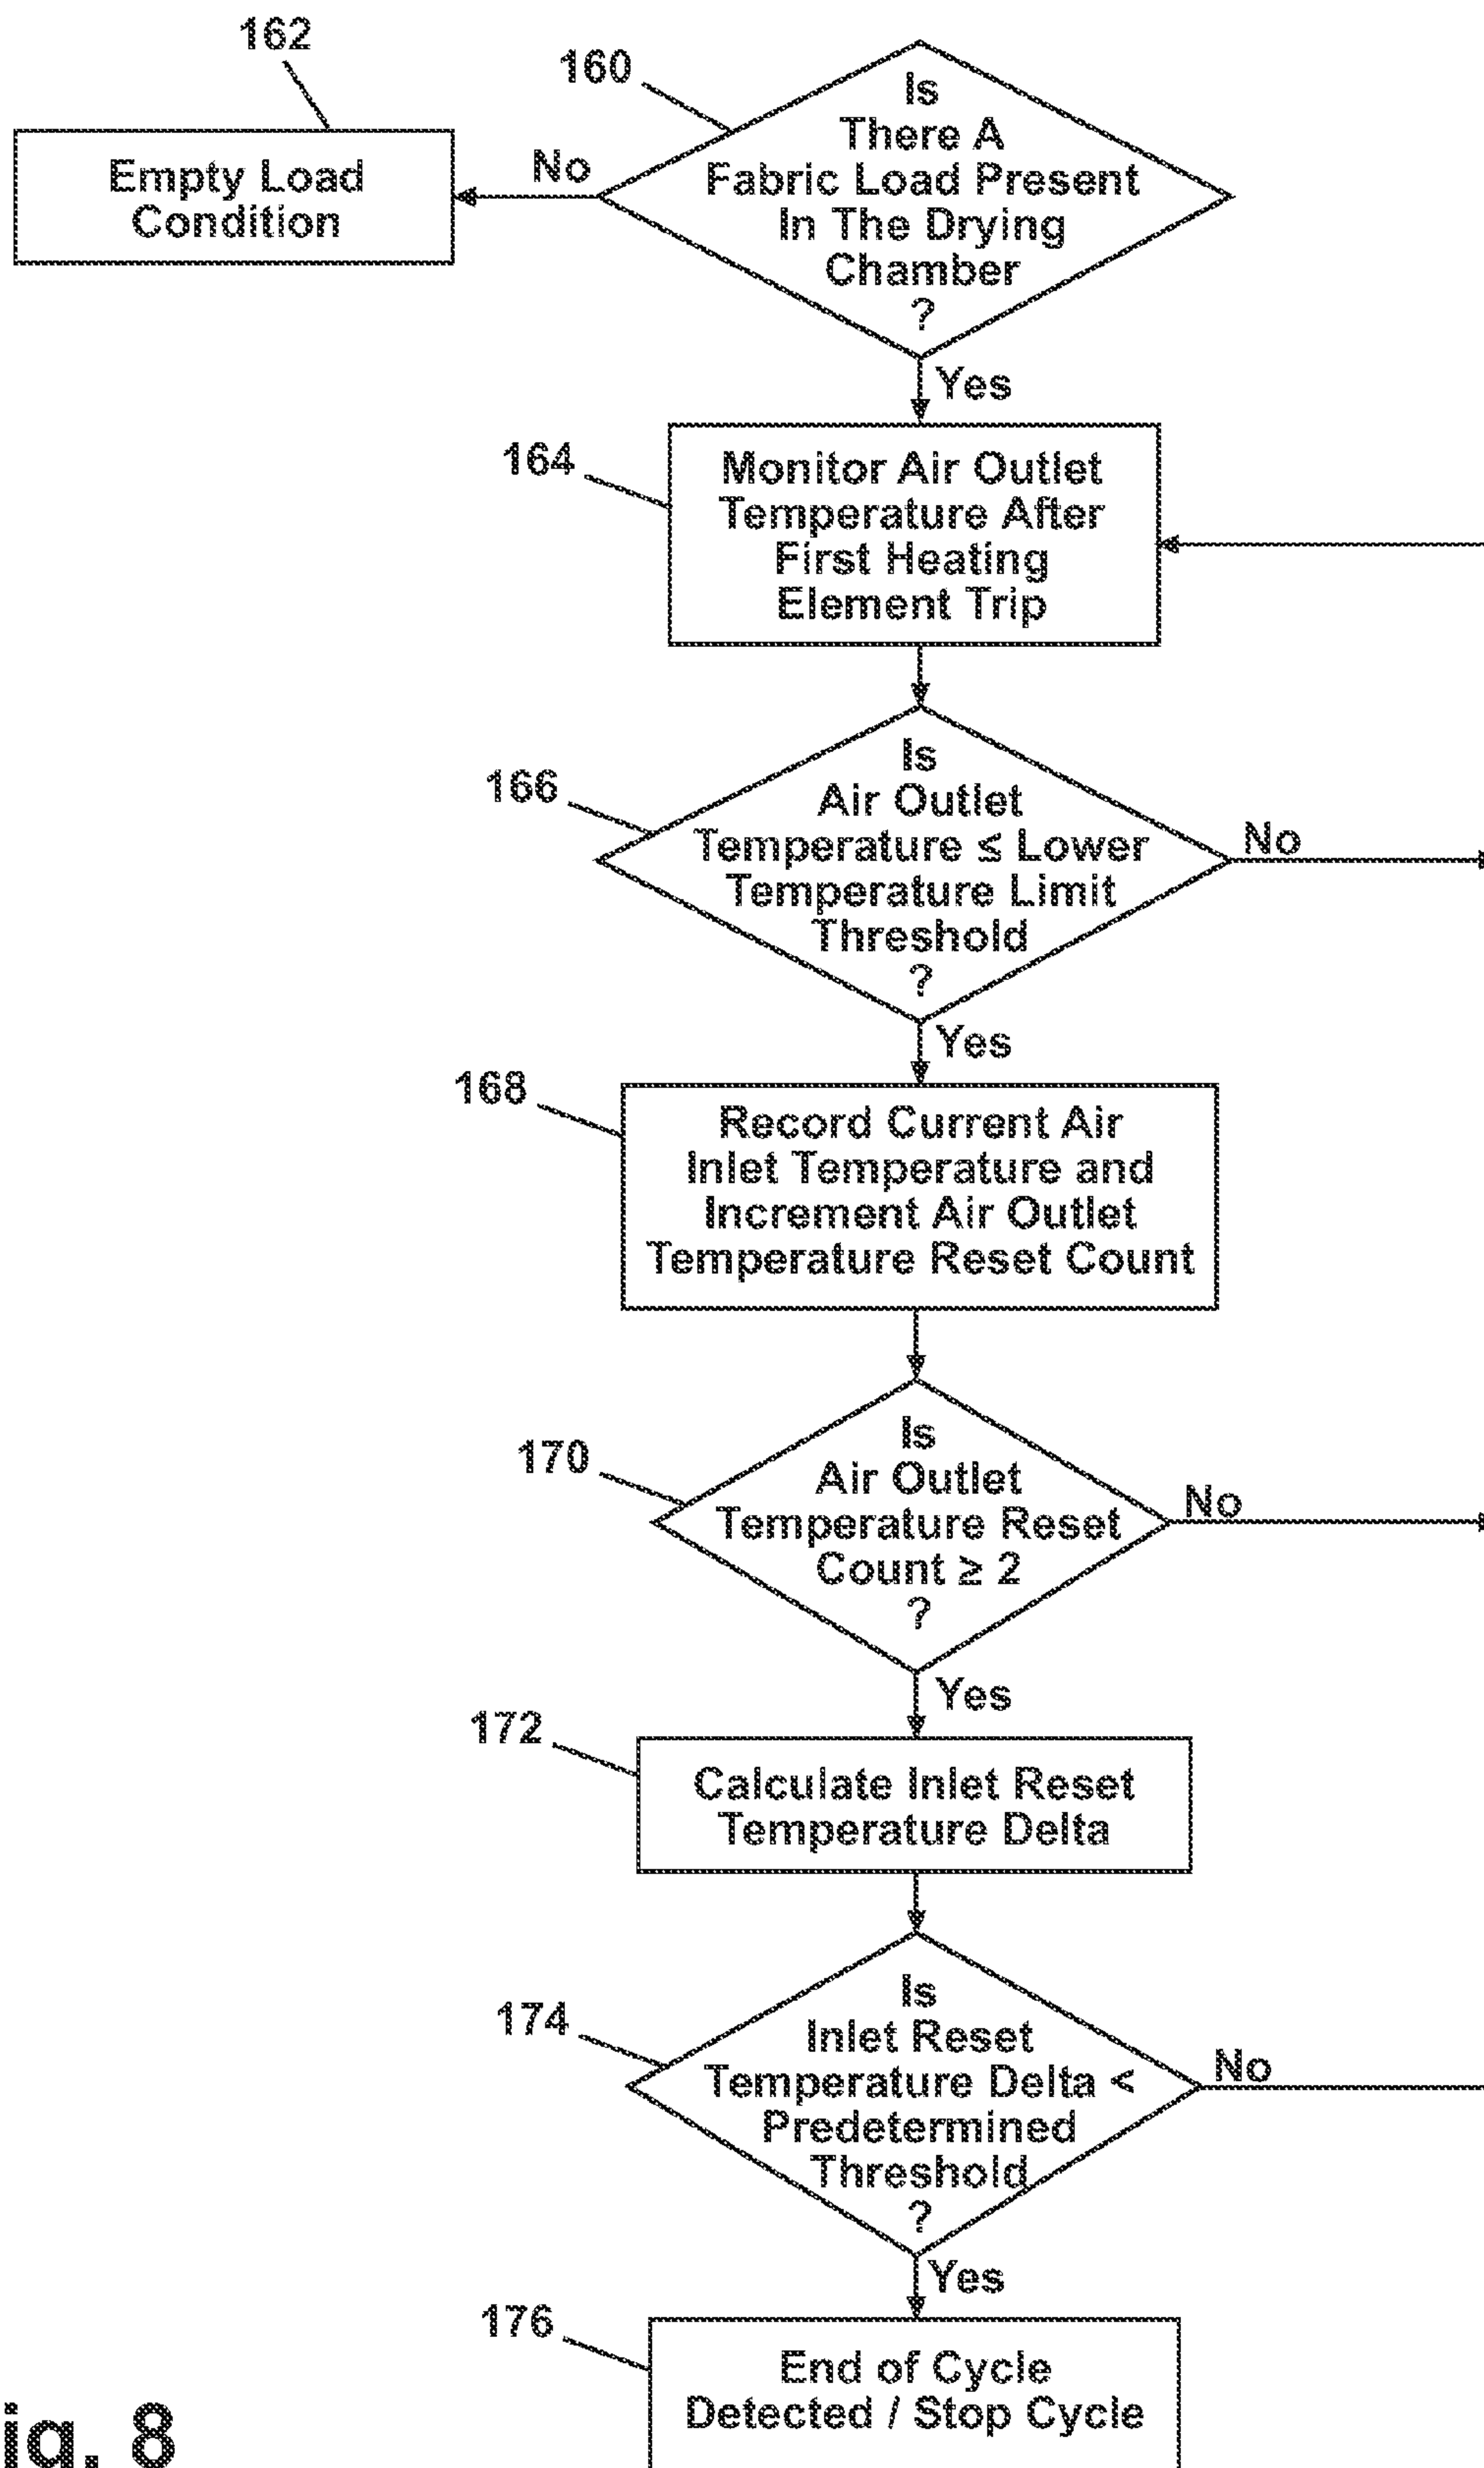 162
160
Is
There A
Fabric Load Present
In The Drying
Chamber
?
No
Empty Load
Condition
Yes
164
Monitor Air Outlet
Temperature After
First Heating
Element Trip
166
Is
Air Outlet
Temperature ≤ Lower
Temperature Limit
Threshold
?
No
Yes
168
Record Current Air
Inlet Temperature and
Increment Air Outlet
Temperature Reset Count
170
Is
Air Outlet
Temperature Reset
Count ≥ 2
?
No
Yes
172
Calculate Inlet Reset
Temperature Delta
174
Is
Inlet Reset
Temperature Delta <
Predetermined
Threshold
?
No
Yes
176
End of Cycle
Detected / Stop Cycle
ig. 8